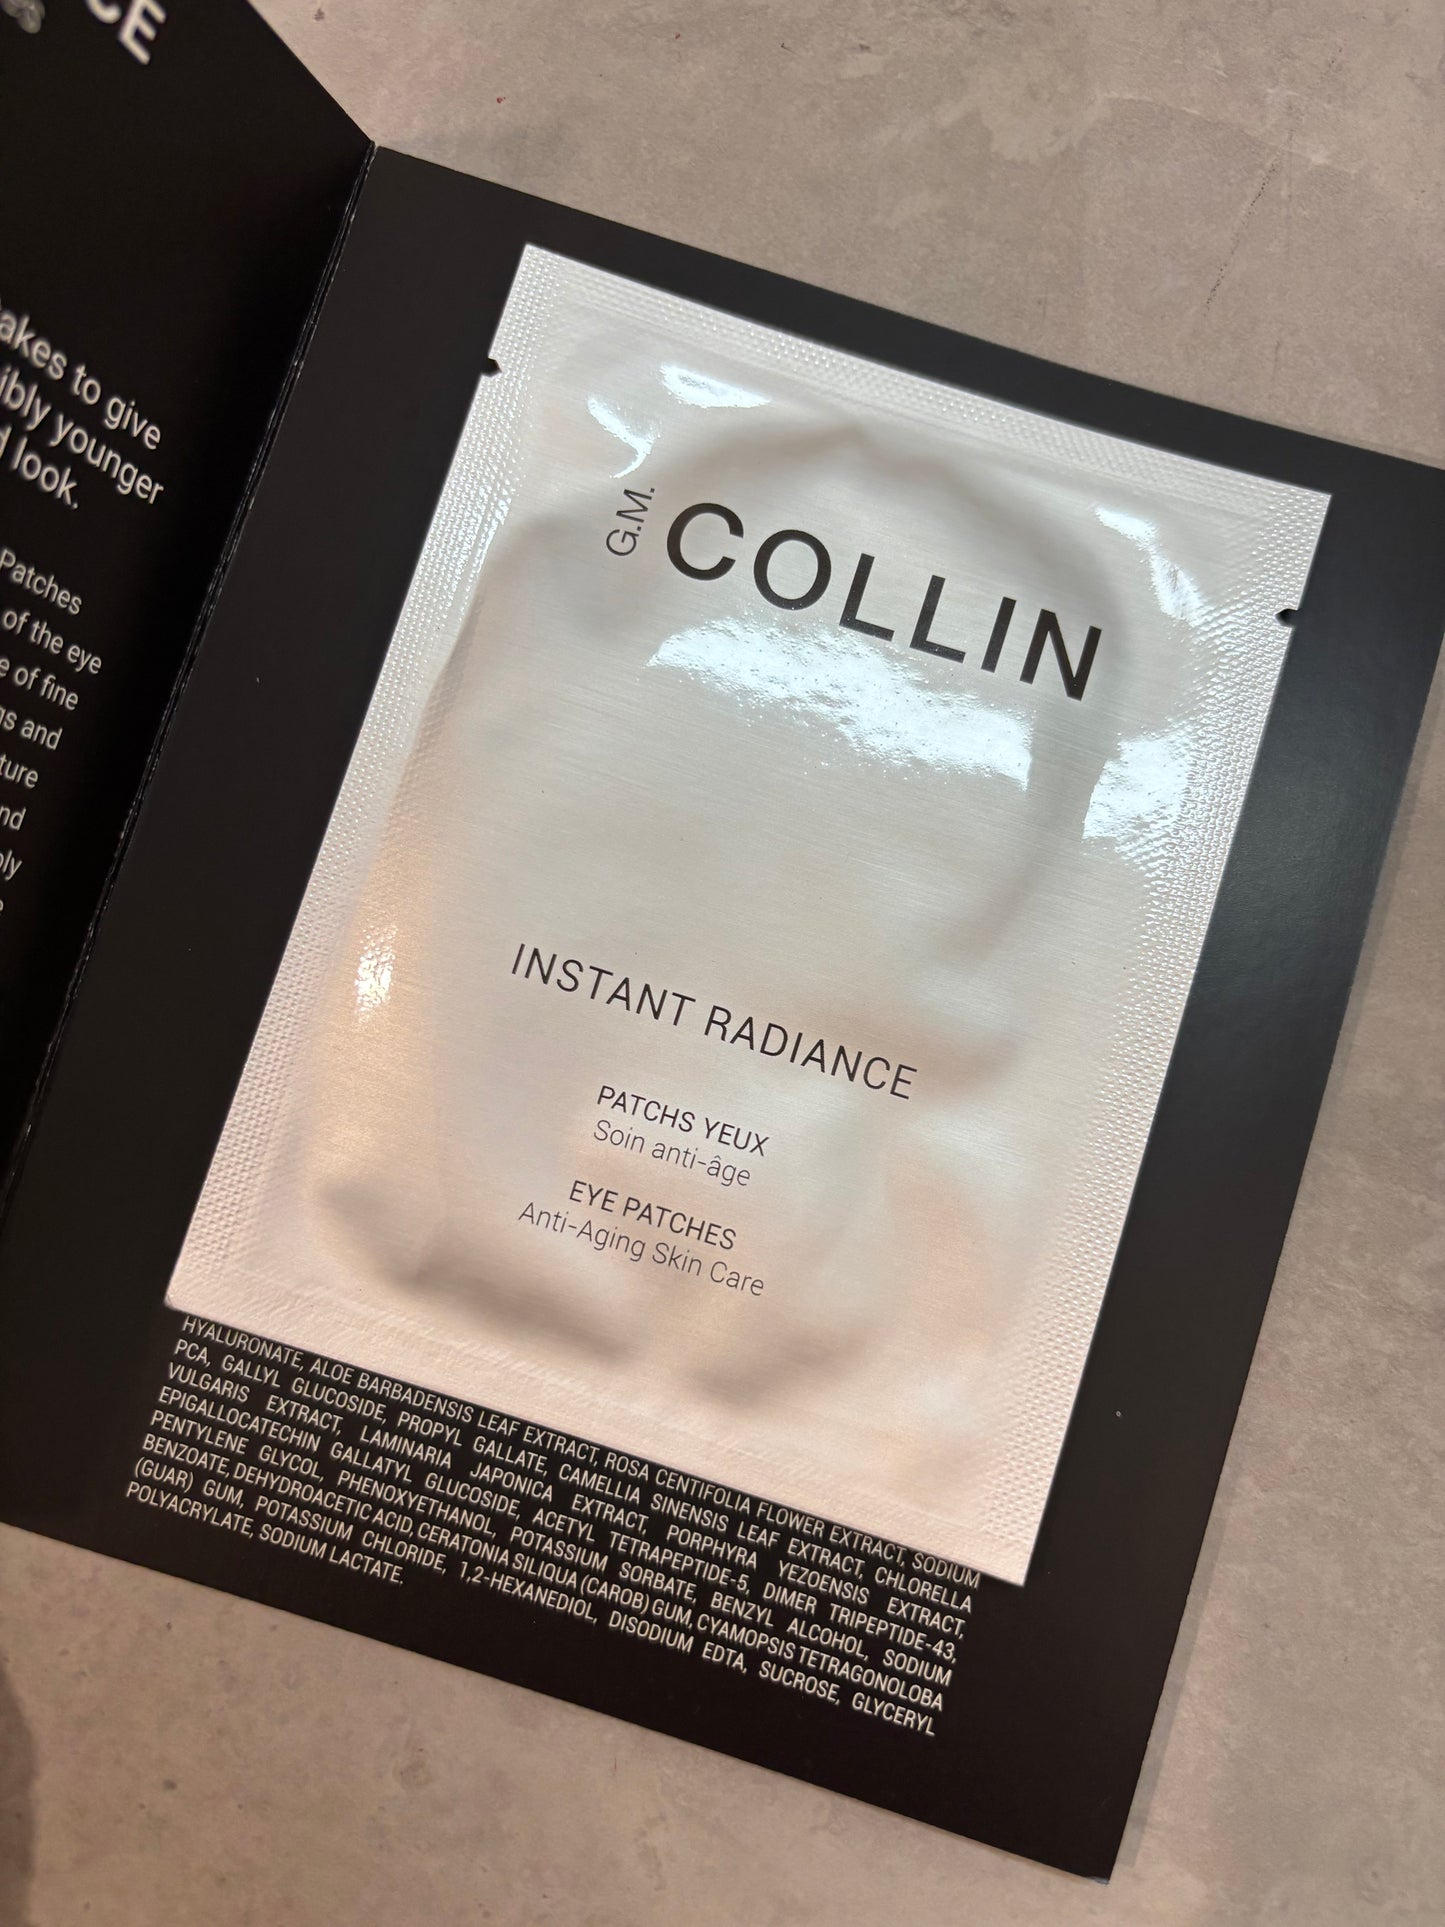 CE
akes to give
ibly younger
look.
Patches
of the eye
e of fine
gs and
ture
nd
ply
G.M. COLLIN
INSTANT RADIANCE
PATCHS YEUX
Soin anti-âge
EYE PATCHES
Anti-Aging Skin Care
HYALURONATE, ALOE BARBADENSIS LEAF EXTRACT, ROSA CENTIFOLIA FLOWER EXTRACT, SODIUM
PCA, GALLYL GLUCOSIDE, PROPYL GALLATE, CAMELLIA SINENSIS LEAF EXTRACT, CHLORELLA
VULGARIS EXTRACT, LAMINARIA JAPONICA EXTRACT, PORPHYRA YEZOENSIS EXTRACT,
EPIGALLOCATECHIN GALLATYL GLUCOSIDE, ACETYL TETRAPEPTIDE-5, DIMER TRIPEPTIDE-43,
PENTYLENE GLYCOL, PHENOXYETHANOL, POTASSIUM SORBATE, BENZYL ALCOHOL, SODIUM
BENZOATE, DEHYDROACETIC ACID, CERATONIA SILIQUA (CAROB) GUM, CYAMOPSIS TETRAGONOLOBA
(GUAR) GUM, POTASSIUM CHLORIDE, 1,2-HEXANEDIOL, DISODIUM EDTA, SUCROSE, GLYCERYL
POLYACRYLATE, SODIUM LACTATE.